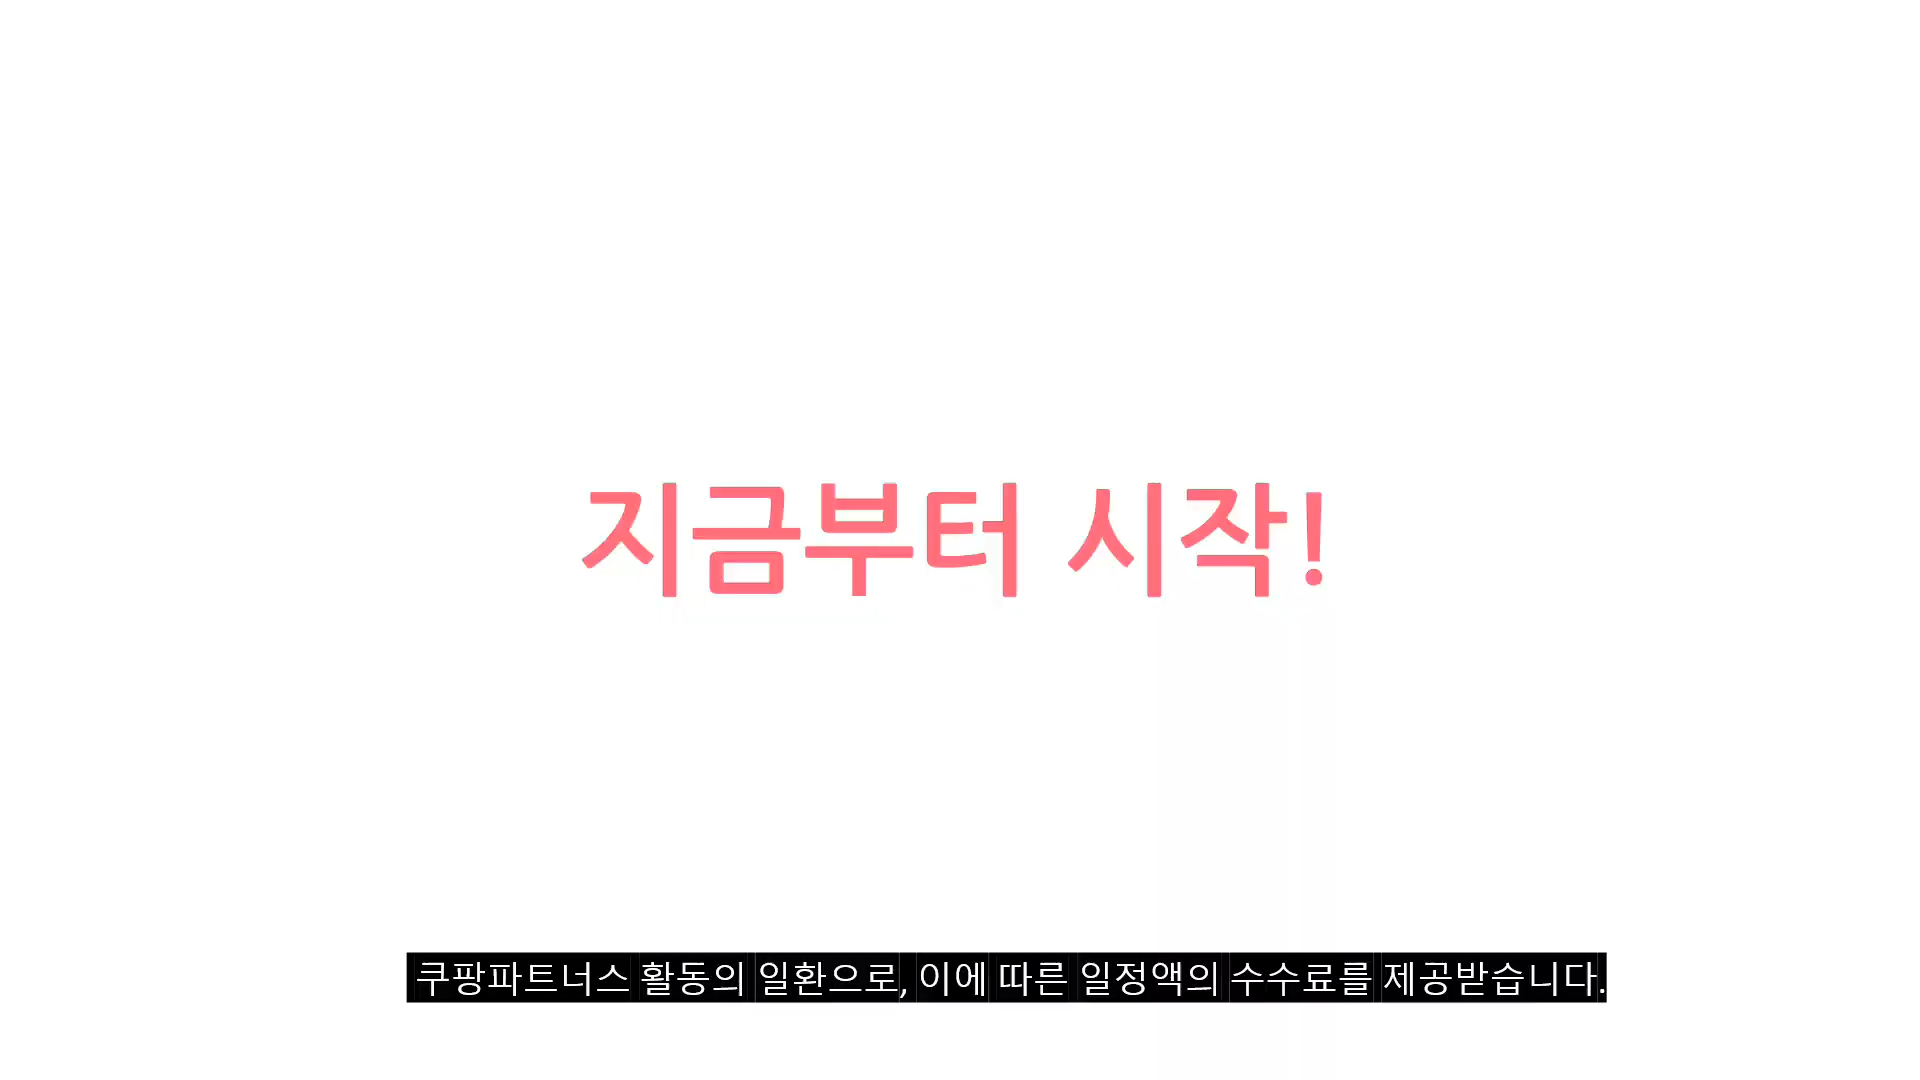 지금부터 시작!
쿠팡파트너스 활동의 일환으로, 이에 따른 일정액의 수수료를 제공받습니다.